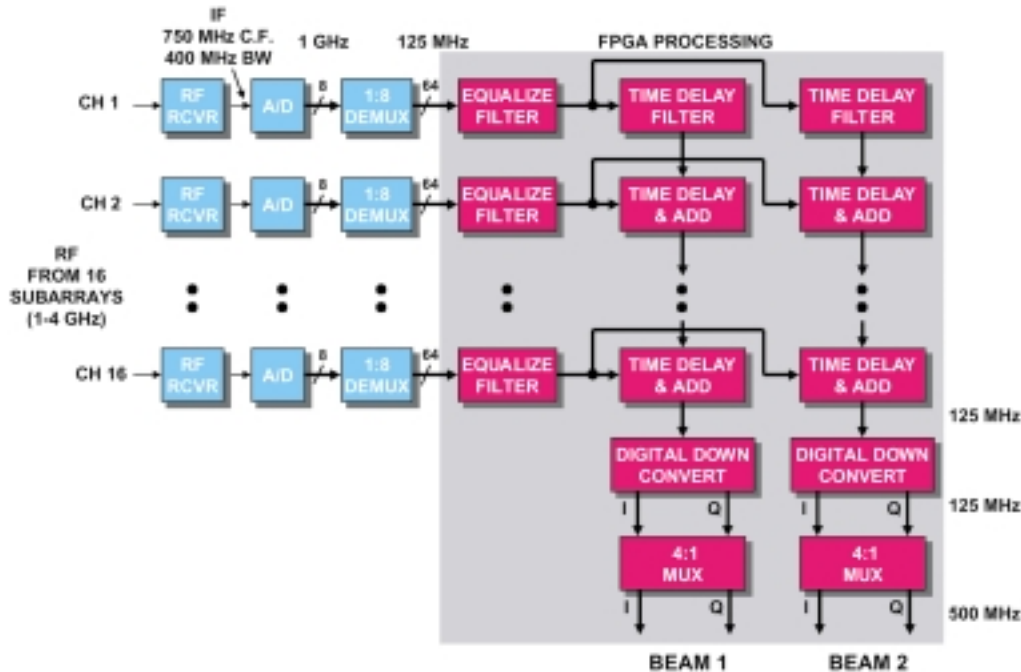 IF
750 MHz C.F.
400 MHz BW
1 GHz
125 MHz
FPGA PROCESSING
CH 1
RF
RCVR
A/D
8
1:8
DEMUX
64
EQUALIZE
FILTER
TIME DELAY
FILTER
TIME DELAY
FILTER
CH 2
RF
RCVR
A/D
8
1:8
DEMUX
64
EQUALIZE
FILTER
TIME DELAY
& ADD
TIME DELAY
& ADD
RF
FROM 16
SUBARRAYS
(1-4 GHz)
CH 16
RF
RCVR
A/D
8
1:8
DEMUX
64
EQUALIZE
FILTER
TIME DELAY
& ADD
TIME DELAY
& ADD
125 MHz
DIGITAL DOWN
CONVERT
DIGITAL DOWN
CONVERT
I
Q
I
Q
125 MHz
4:1
MUX
4:1
MUX
I
Q
I
Q
500 MHz
BEAM 1
BEAM 2